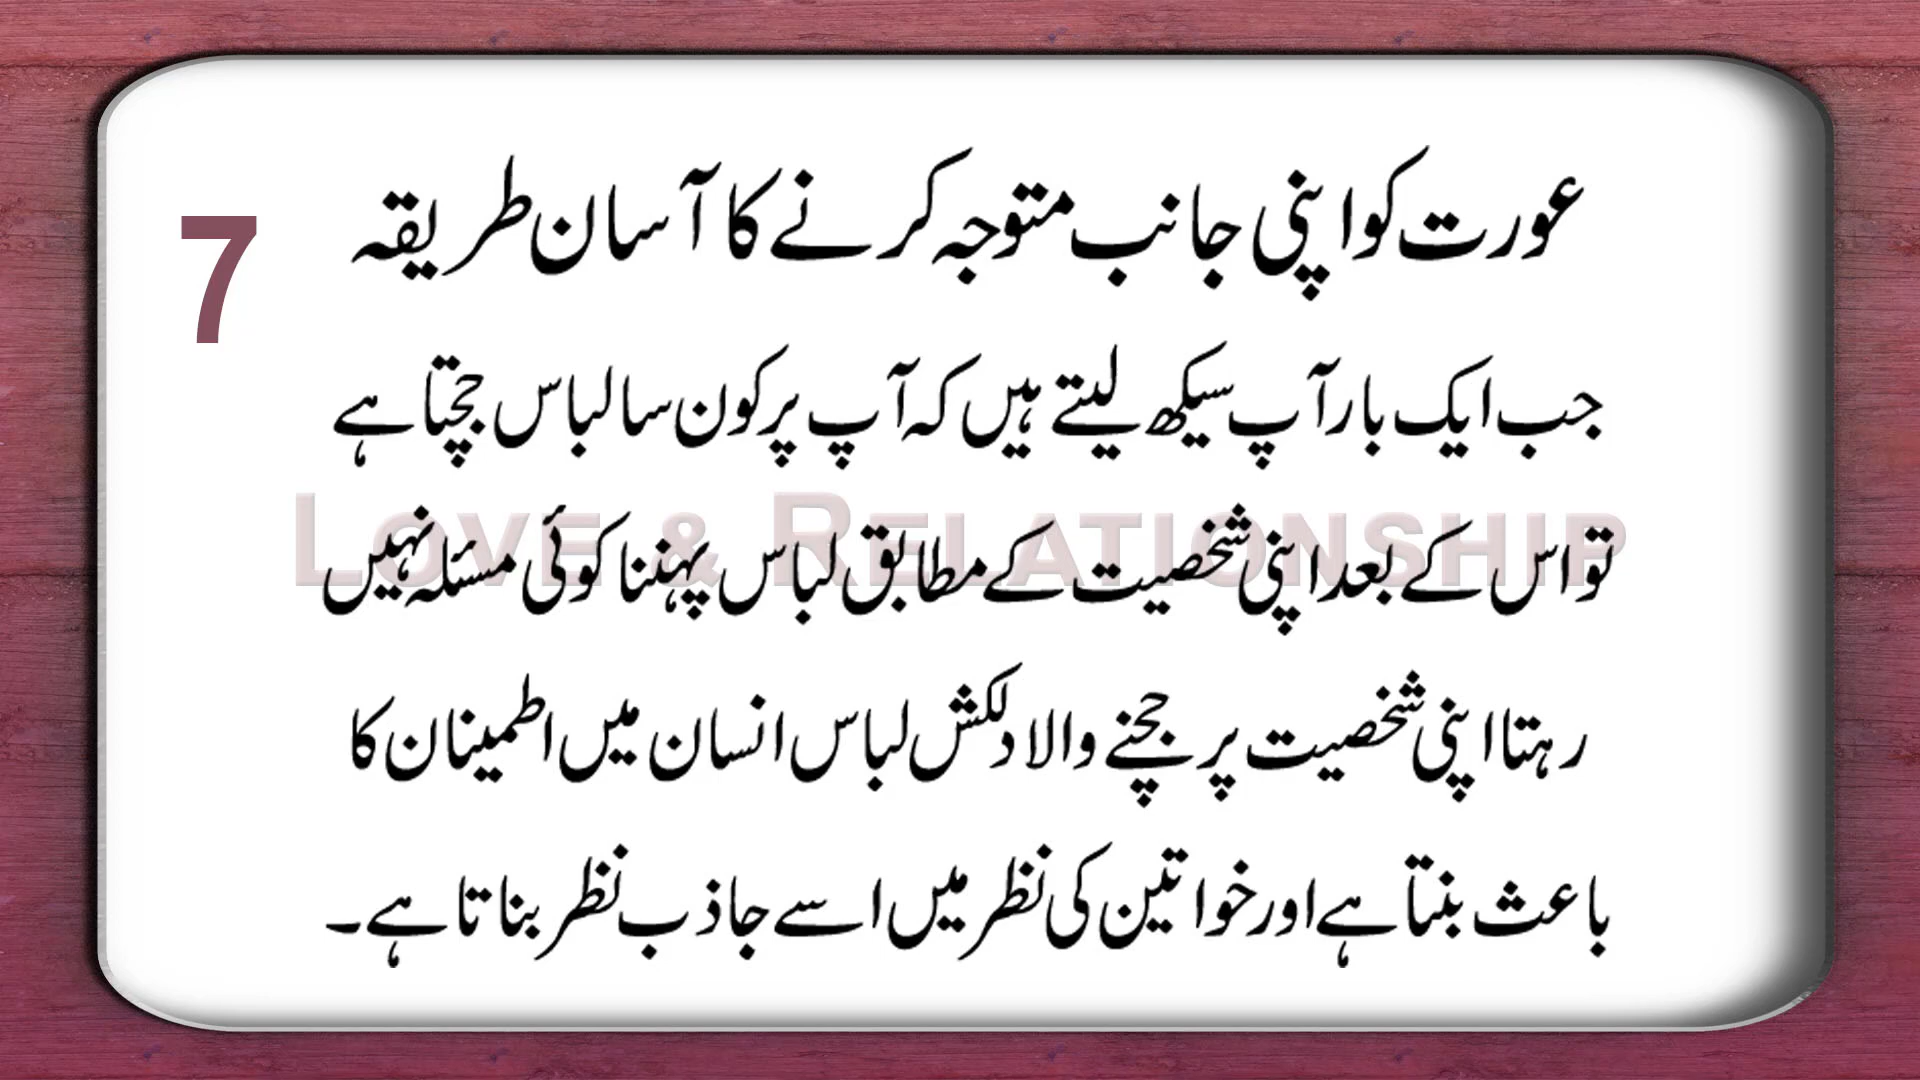 7
عورت کو اپنی جانب متوجہ کرنے کا آسان طریقہ
جب ایک بار آپ سیکھ لیتے ہیں کہ آپ پر کون سا لباس جچتا ہے
LOVE & RELATIONSHIP
تو اس کے بعد اپنی شخصیت کے مطابق لباس پہننا کوئی مسئلہ نہیں
رہتا اپنی شخصیت پر جچنے والا دلکش لباس انسان میں اطمینان کا
باعث بنتا ہے اور خواتین کی نظر میں اسے جاذب نظر بناتا ہے۔